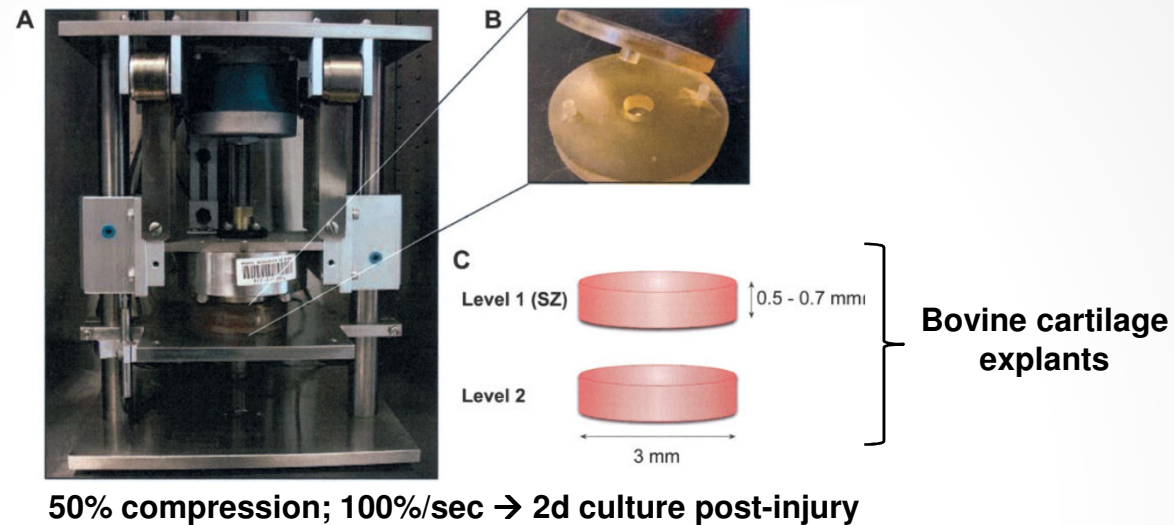 A
B
C
Level 1 (SZ)
0.5 - 0.7 mm
Level 2
3 mm
Bovine cartilage
explants
50% compression; 100%/sec → 2d culture post-injury